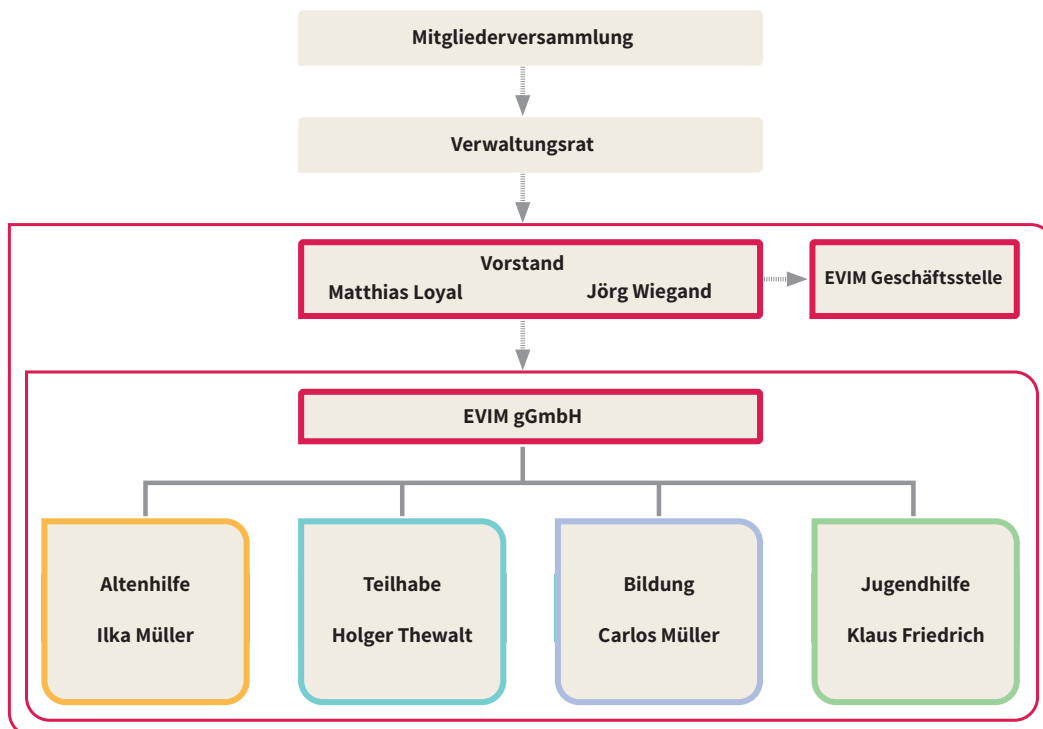 Mitgliederversammlung
Verwaltungsrat
Vorstand
Matthias Loyal Jörg Wiegand
EVIM Geschäftsstelle
EVIM gGmbH
Altenhilfe
Ilka Müller
Teilhabe
Holger Thewalt
Bildung
Carlos Müller
Jugendhilfe
Klaus Friedrich